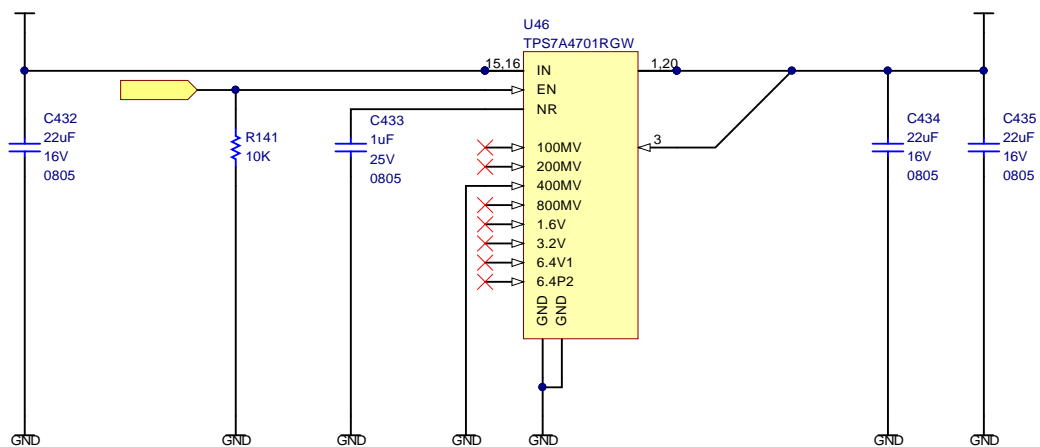 U46
TPS7A4701RGW
15,16
IN
1,20
EN
NR
C432
22uF
16V
0805
R141
10K
C433
1uF
25V
0805
100MV
200MV
400MV
800MV
1.6V
3.2V
6.4V1
6.4P2
GND
GND
3
C434
22uF
16V
0805
C435
22uF
16V
0805
GND
GND
GND
GND
GND
GND
GND